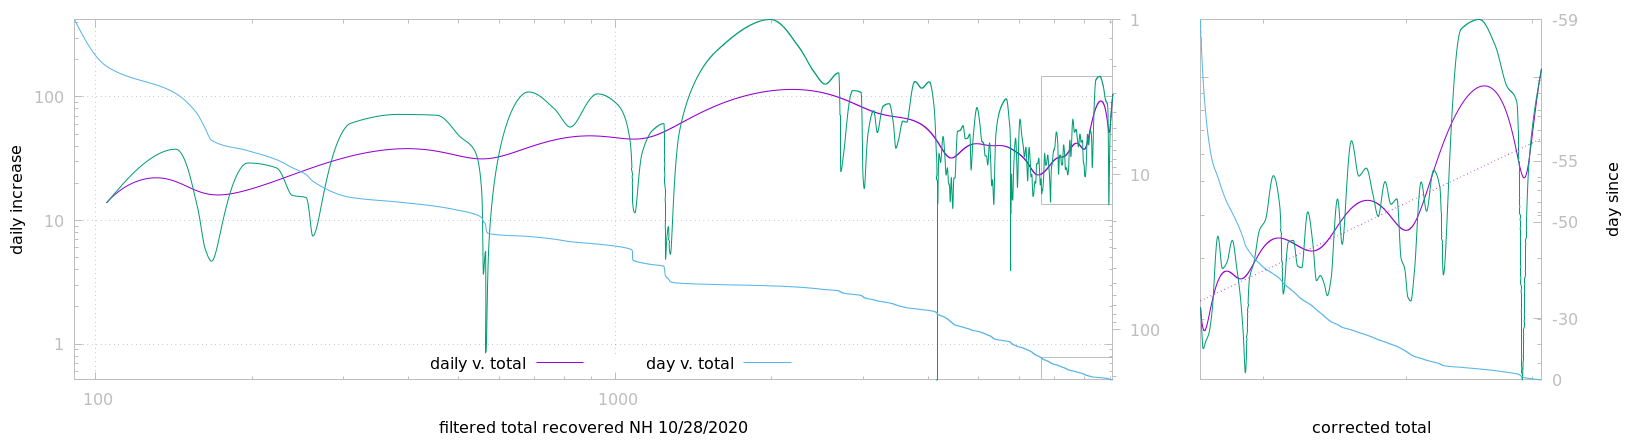 1
-59
100
daily increase
-55
10
day since
10
-50
-30
100
1
daily v. total
day v. total
0
100
1000
filtered total recovered NH 10/28/2020
corrected total